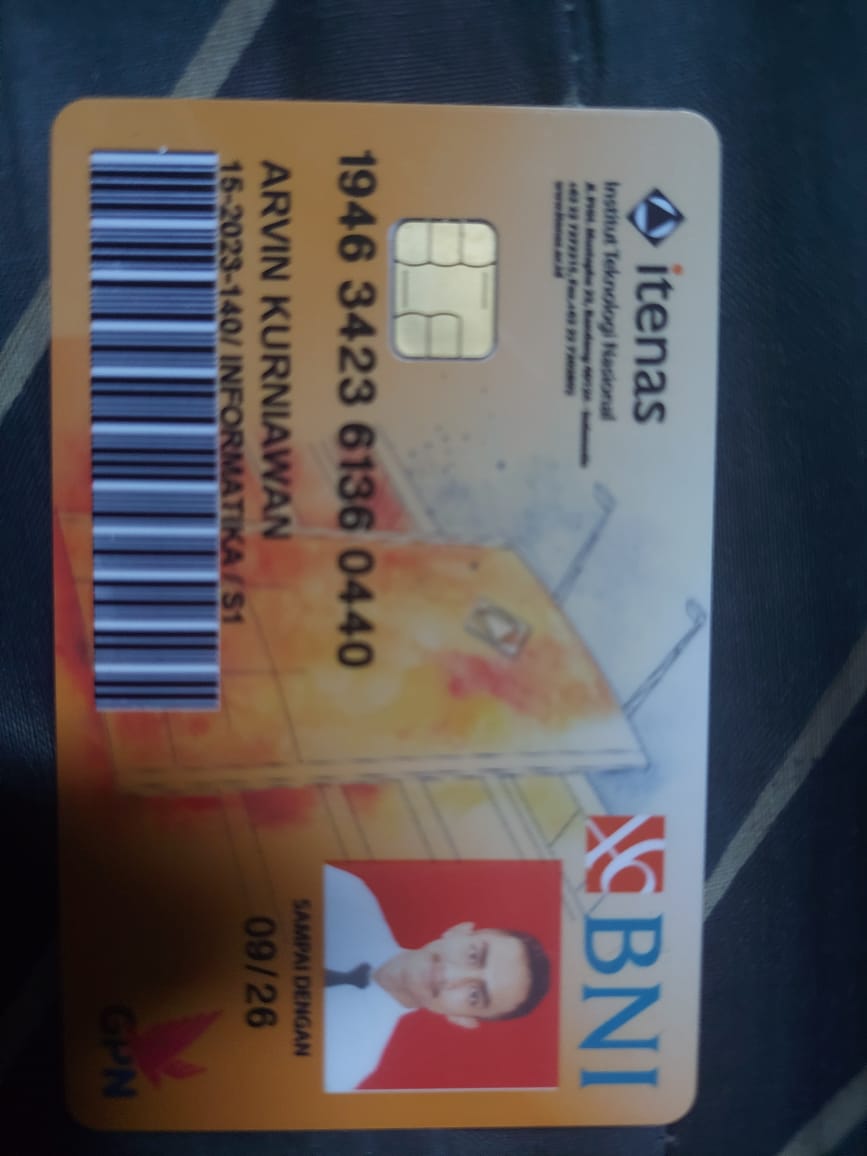 itenas
Institut Teknologi Nasional
BNI
1946 3423 6136 0440
ARVIN KURNIAWAN
15-2023-140/ INFORMATIKA / S1
SAMPAI DENGAN
09/26
GPN